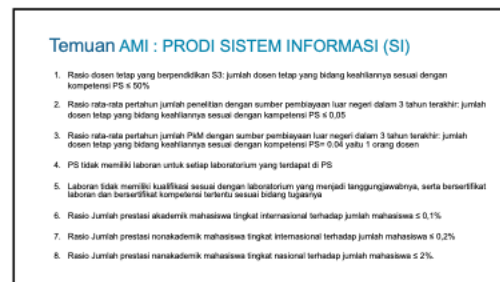 Temuan AMI : PRODI SISTEM INFORMASI (SI)
1. Rasio dosen tetap yang berpendidikan S3: jumlah dosen tetap yang bidang keahliannya sesuai dengan
kompetensi PS ≤ 50%
2. Rasio rata-rata pertahun jumlah penelitian dengan sumber pembiayaan luar negeri dalam 3 tahun terakhir: jumlah
dosen tetap yang bidang keahliannya sesuai dengan kampetensi PS ≤ 0,05
3. Rasio rata-rata pertahun jumlah PkM dengan sumber pembiayaan luar negeri dalam 3 tahun terakhir: jumlah
dosen tetap yang bidang keahliannya sesuai dengan kompetensi PS= 0.04 yaitu 1 orang dosen
4. PS tidak memiliki laboran untuk setiap laboratorium yang terdapat di PS
5. Laboran tidak memiliki kualifikasi sesuai dengan laboratorium yang menjadi tanggungjawabnya, serta bersertifikat
laboran dan bersertifikat kompetensi tertentu sesuai bidang tugasnya
6. Rasio Jumlah prestasi akademik mahasiswa tingkat internasional terhadap jumlah mahasiswa ≤ 0,1%
7. Rasio Jumlah prestasi nonakademik mahasiswa tingkat internasional terhadap jumlah mahasiswa ≤ 0,2%
8. Rasio Jumlah prestasi nanakademik mahasiswa tingkat nasional terhadap jumlah mahasiswa ≤ 2%.